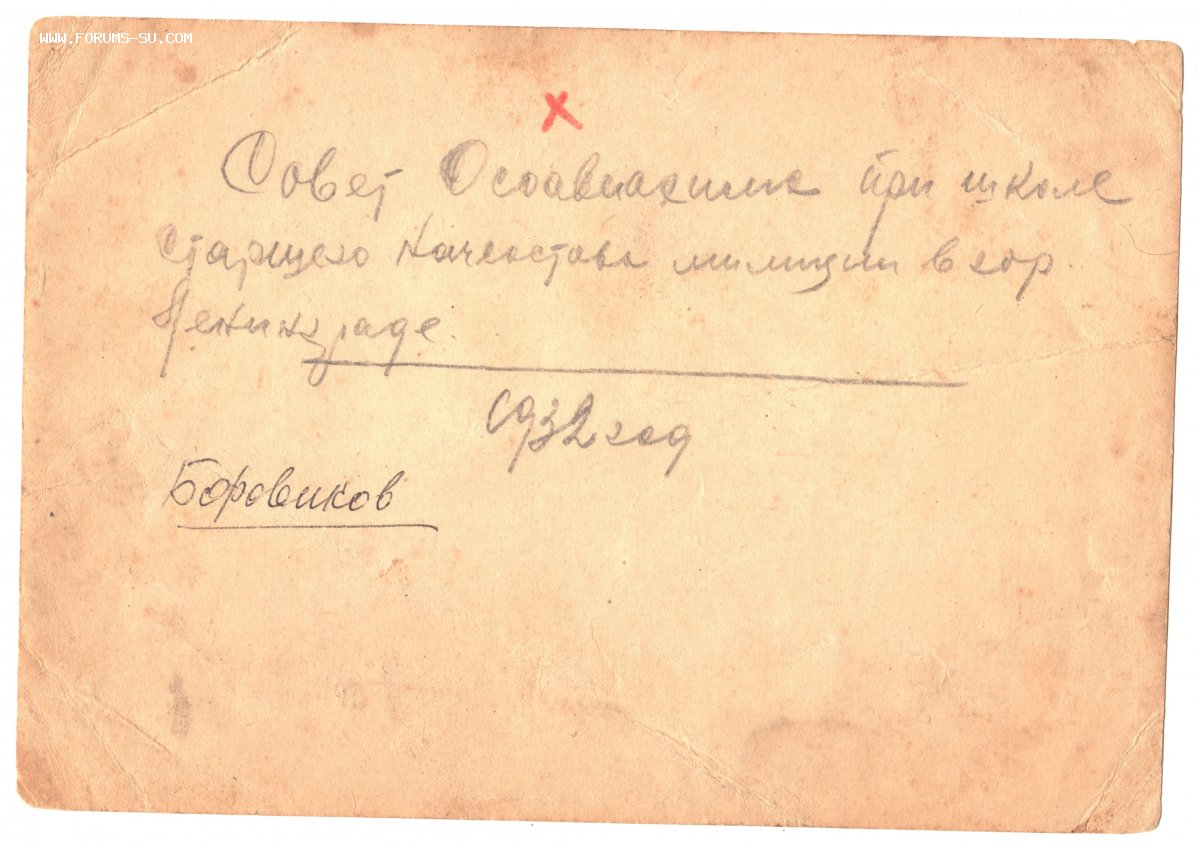 WWW.FORUMS-SU.COM
х
Совет Осоавиахима при школе
старшего начсостава милиции в гор.
Ленинграде.
1932 год
Боровиков